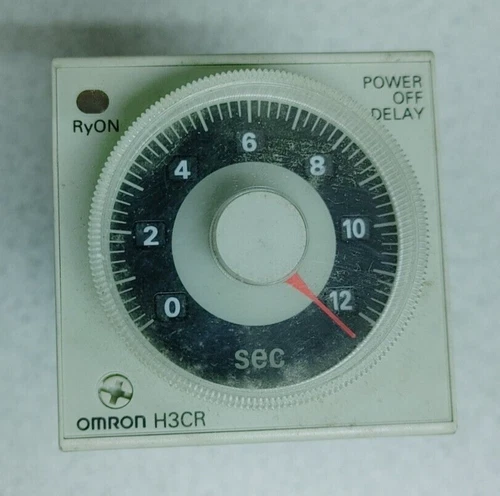 POWER
OFF
DELAY
RyON
6
4
8
2
10
0
12
sec
OMRON H3CR